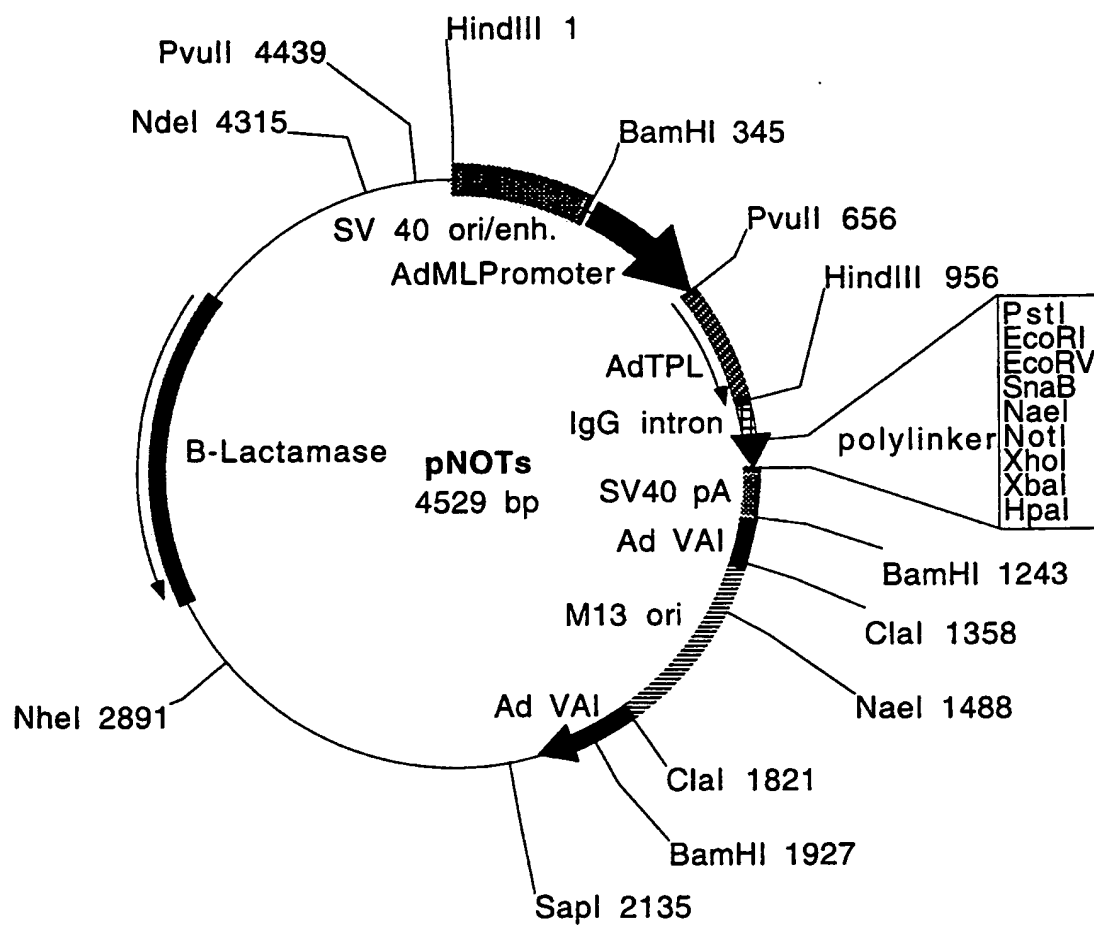 HindIII 1
PvuII 4439
NdeI 4315
BamHI 345
SV 40 ori/enh.
PvuII 656
AdMLPromoter
HindIII 956
PstI
EcoRI
EcoRV
SnaB
NaeI
NotI
XhoI
XbaI
HpaI
AdTPL
IgG intron
polylinker
B-Lactamase
pNOTs
4529 bp
SV40 pA
Ad VAI
BamHI 1243
M13 ori
ClaI 1358
NheI 2891
Ad VAI
NaeI 1488
ClaI 1821
BamHI 1927
SapI 2135